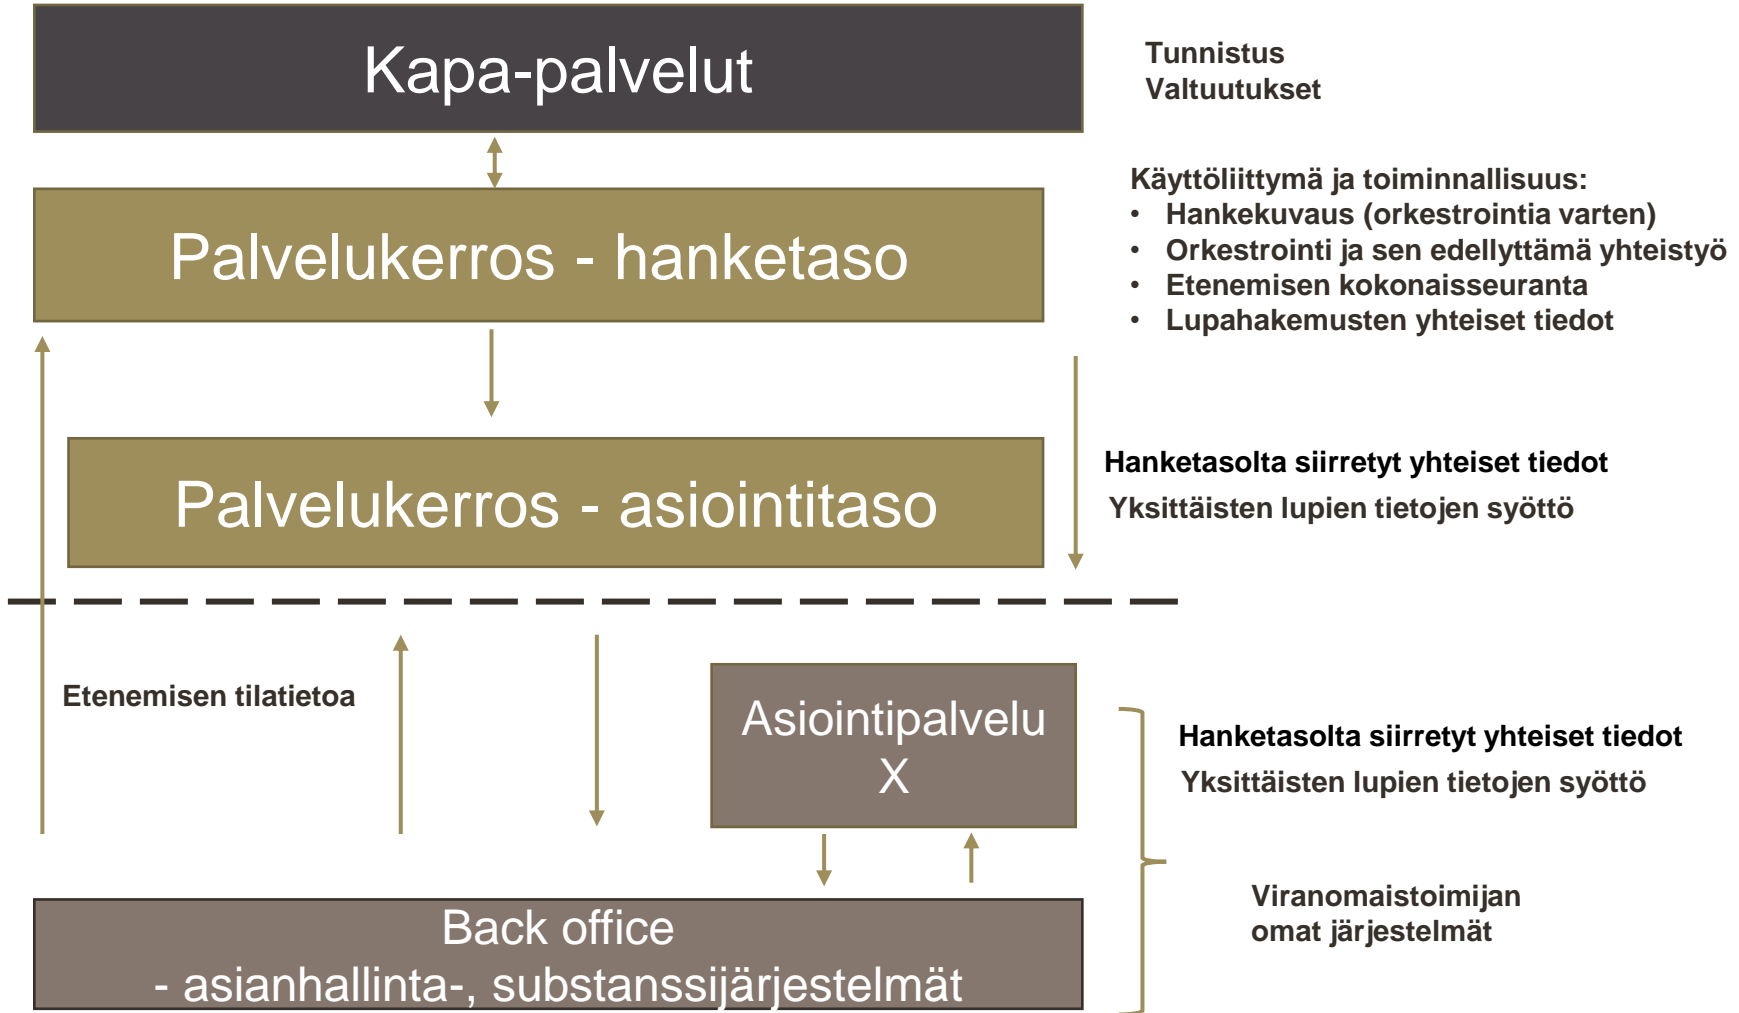 Kapa-palvelut
Tunnistus
Valtuutukset
Palvelukerros - hanketaso
Käyttöliittymä ja toiminnallisuus:
• Hankekuvaus (orkestrointia varten)
• Orkestrointi ja sen edellyttämä yhteistyö
• Etenemisen kokonaisseuranta
• Lupahakemusten yhteiset tiedot
Palvelukerros - asiointitaso
Hanketasolta siirretyt yhteiset tiedot
Yksittäisten lupien tietojen syöttö
Etenemisen tilatietoa
Asiointipalvelu
X
Hanketasolta siirretyt yhteiset tiedot
Yksittäisten lupien tietojen syöttö
Back office
- asianhallinta-, substanssijärjestelmät
Viranomaistoimijan
omat järjestelmät